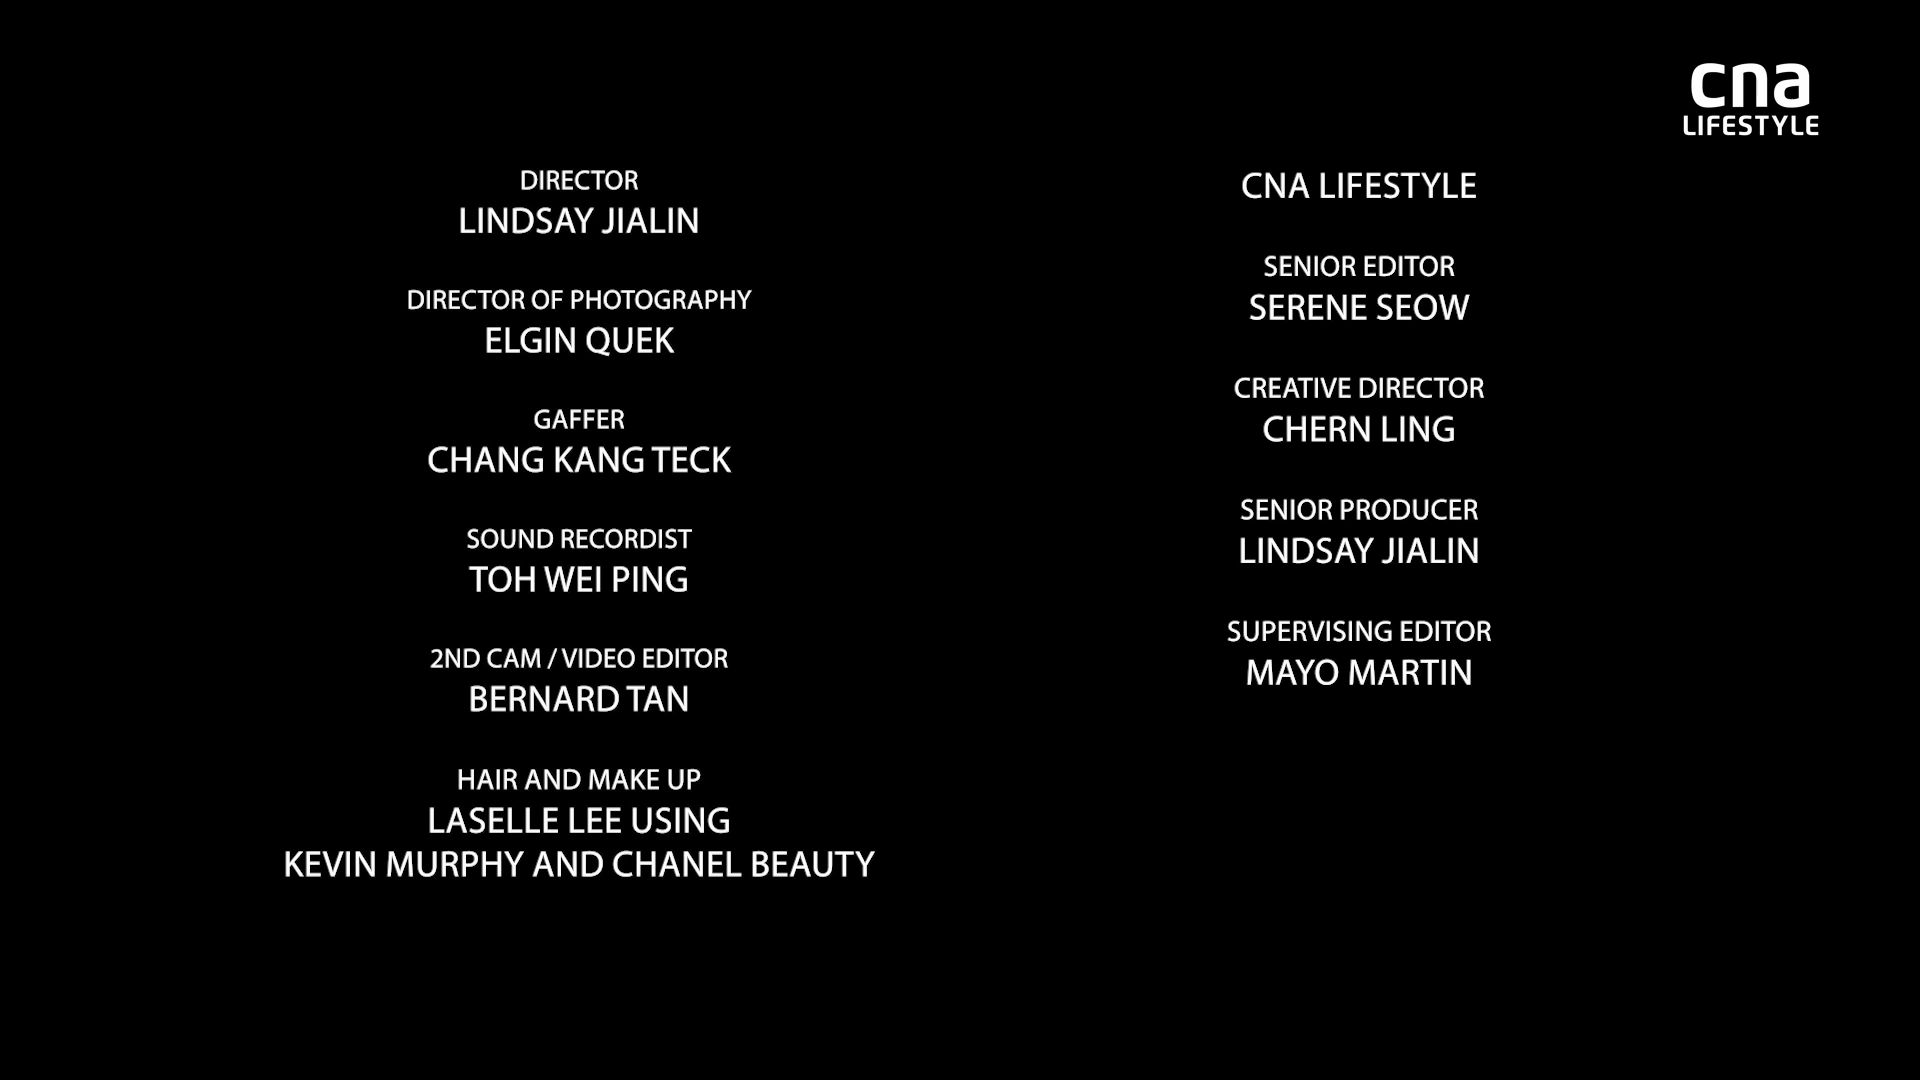 cna
LIFESTYLE
DIRECTOR
LINDSAY JIALIN
DIRECTOR OF PHOTOGRAPHY
ELGIN QUEK
GAFFER
CHANG KANG TECK
SOUND RECORDIST
TOH WEI PING
2ND CAM / VIDEO EDITOR
BERNARD TAN
HAIR AND MAKE UP
LASELLE LEE USING
KEVIN MURPHY AND CHANEL BEAUTY
CNA LIFESTYLE
SENIOR EDITOR
SERENE SEOW
CREATIVE DIRECTOR
CHERN LING
SENIOR PRODUCER
LINDSAY JIALIN
SUPERVISING EDITOR
MAYO MARTIN